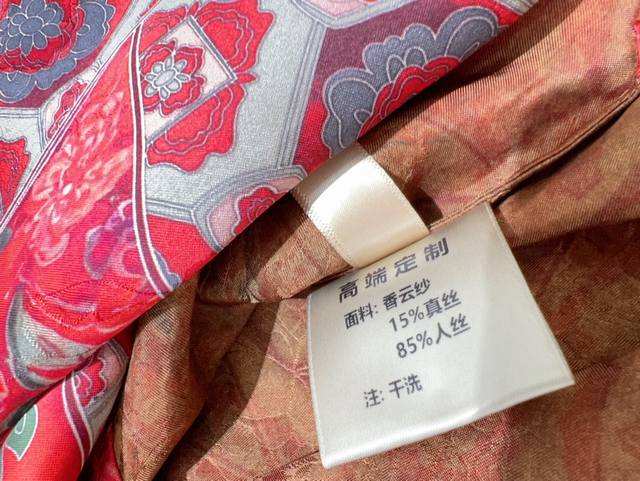 高端定制
面料: 香云纱
15%真丝
85%人丝
注: 干洗